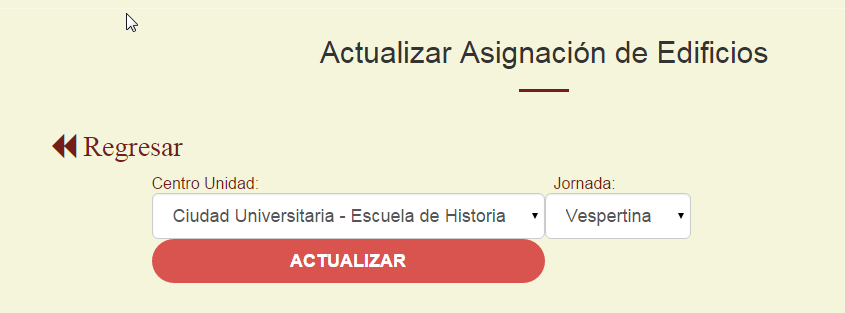 Actualizar Asignación de Edificios
Regresar
Centro Unidad: Jornada:
Ciudad Universitaria - Escuela de Historia Vespertina
ACTUALIZAR